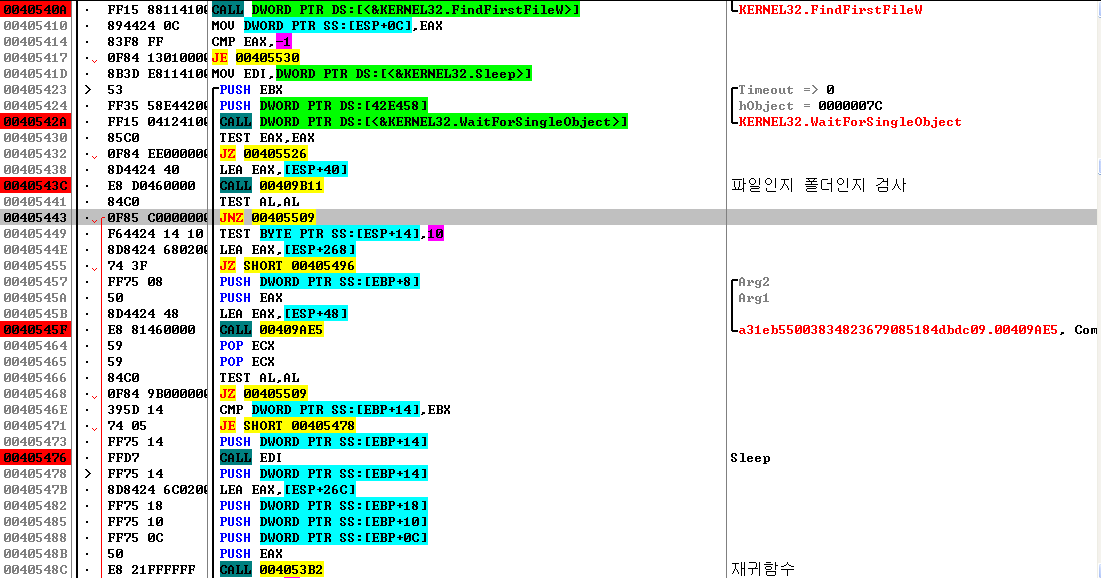 0040540A · FF15 8811410 CALL DWORD PTR DS:[<&KERNEL32.FindFirstFileW>] KERNEL32.FindFirstFileW
00405410 · 894424 0C MOV DWORD PTR SS:[ESP+0C],EAX
00405414 · 83F8 FF CMP EAX,-1
00405417 · 0F84 1301000 JE 00405530
0040541D · 8B3D E811410 MOV EDI,DWORD PTR DS:[<&KERNEL32.Sleep>]
00405423 > 53 PUSH EBX Timeout => 0
00405424 · FF35 58E4420 PUSH DWORD PTR DS:[42E458] hObject = 0000007C
0040542A · FF15 0412410 CALL DWORD PTR DS:[<&KERNEL32.WaitForSingleObject>] KERNEL32.WaitForSingleObject
00405430 · 85C0 TEST EAX,EAX
00405432 · 0F84 EE00000 JZ 00405526
00405438 · 8D4424 40 LEA EAX,[ESP+40]
0040543C · E8 D0460000 CALL 00409B11 파일인지 폴더인지 검사
00405441 · 84C0 TEST AL,AL
00405443 · 0F85 C000000 JNZ 00405509
00405449 · F64424 14 10 TEST BYTE PTR SS:[ESP+14],10
0040544E · 8D8424 68020 LEA EAX,[ESP+268]
00405455 · 74 3F JZ SHORT 00405496
00405457 · FF75 08 PUSH DWORD PTR SS:[EBP+8] Arg2
0040545A · 50 PUSH EAX Arg1
0040545B · 8D4424 48 LEA EAX,[ESP+48]
0040545F · E8 81460000 CALL 00409AE5 a31eb55003834823679085184dbdc09.00409AE5, Com
00405464 · 59 POP ECX
00405465 · 59 POP ECX
00405466 · 84C0 TEST AL,AL
00405468 · 0F84 9B00000 JZ 00405509
0040546E · 395D 14 CMP DWORD PTR SS:[EBP+14],EBX
00405471 · 74 05 JE SHORT 00405478
00405473 · FF75 14 PUSH DWORD PTR SS:[EBP+14]
00405476 · FFD7 CALL EDI Sleep
00405478 > FF75 14 PUSH DWORD PTR SS:[EBP+14]
0040547B · 8D8424 6C020 LEA EAX,[ESP+26C]
00405482 · FF75 18 PUSH DWORD PTR SS:[EBP+18]
00405485 · FF75 10 PUSH DWORD PTR SS:[EBP+10]
00405488 · FF75 0C PUSH DWORD PTR SS:[EBP+0C]
0040548B · 50 PUSH EAX
0040548C · E8 21FFFFFF CALL 004053B2 재귀함수